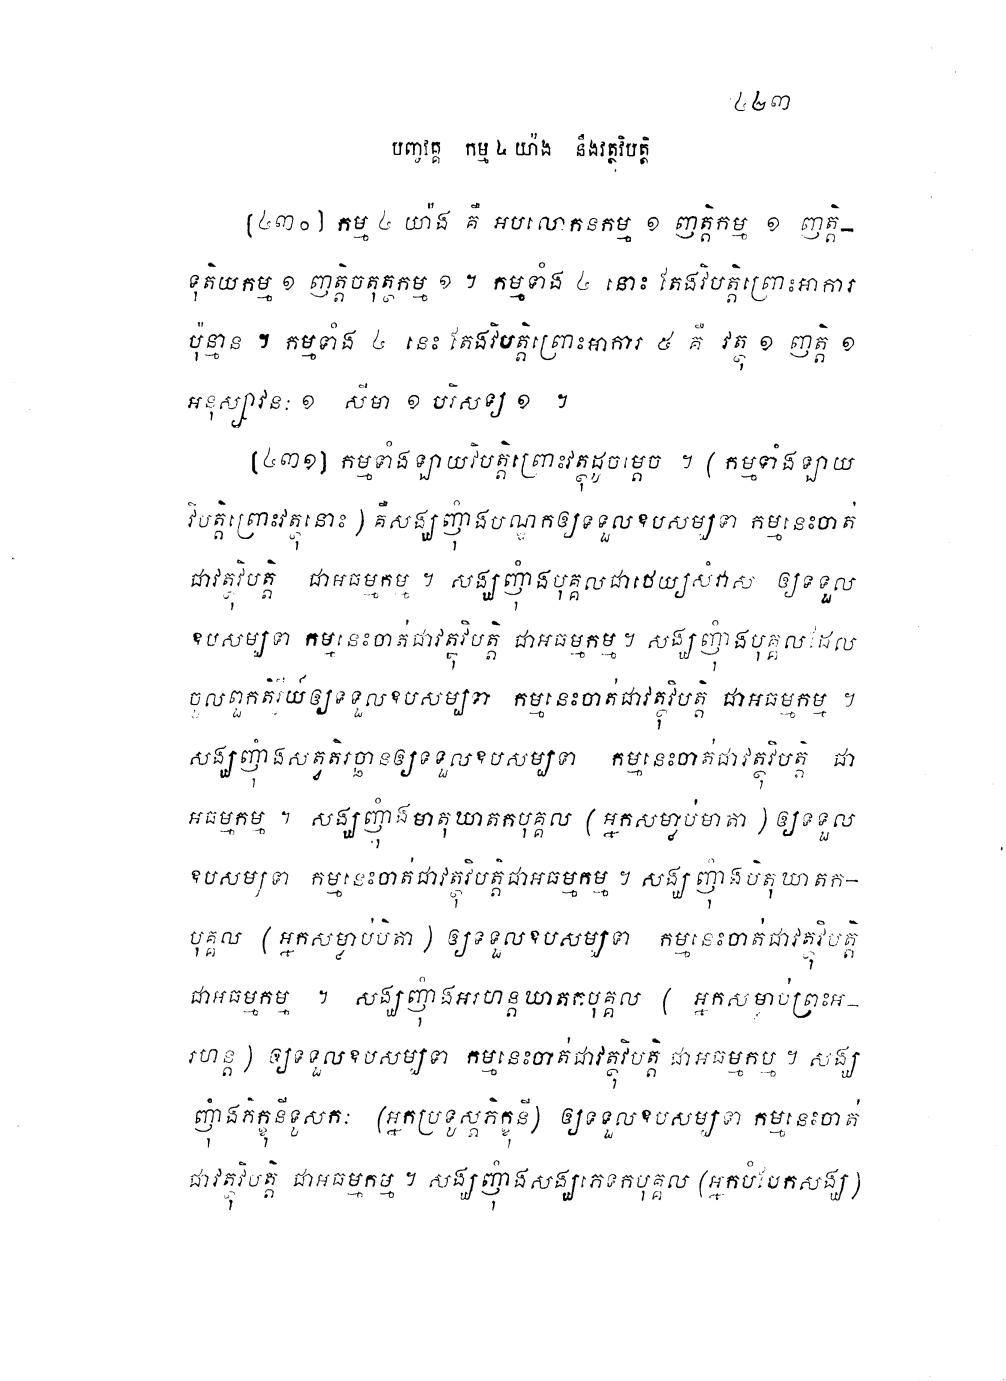 ៤២៣
បញ្ចវគ្គ កម្ម ៤ យ៉ាង នឹងវត្ថុវិបត្តិ
[៤៣០] កម្ម ៤ យ៉ាង គឺ អបលោកនកម្ម ១ ញត្តិកម្ម ១ ញត្តិ-
ទុតិយកម្ម ១ ញត្តិចតុត្ថកម្ម ១ ។ កម្មទាំង ៤ នោះ តែងវិបត្តិព្រោះអាការ
ប៉ុន្មាន ។ កម្មទាំង ៤ នេះ តែងវិបត្តិព្រោះអាការ ៥ គឺ វត្ថុ ១ ញត្តិ ១
អនុស្សាវនៈ ១ សីមា ១ បរិសទ្យ ១ ។
[៤៣១] កម្មទាំងឡាយវិបត្តិព្រោះវត្ថុដូចម្តេច ។ (កម្មទាំងឡាយ
វិបត្តិព្រោះវត្ថុនោះ) គឺសង្ឃញុំាងបណ្ឌកឲ្យទទួលឧបសម្បទា កម្មនេះចាត់
ជាវត្ថុវិបត្តិ ជាអធម្មកម្ម ។ សង្ឃញុំាងបុគ្គលជាថេយ្យសំវាស ឲ្យទទួល
ឧបសម្បទា កម្មនេះចាត់ជាវត្ថុវិបត្តិ ជាអធម្មកម្ម ។ សង្ឃញុំាងបុគ្គលដែល
ចូលពួកតិរ្ថិយ៍ឲ្យទទួលឧបសម្បទា កម្មនេះចាត់ជាវត្ថុវិបត្តិ ជាអធម្មកម្ម ។
សង្ឃញុំាងសត្វតិរច្ឆានឲ្យទទួលឧបសម្បទា កម្មនេះចាត់ជាវត្ថុវិបត្តិ ជា
អធម្មកម្ម ។ សង្ឃញុំាងមាតុឃាតកបុគ្គល (អ្នកសម្លាប់មាតា) ឲ្យទទួល
ឧបសម្បទា កម្មនេះចាត់ជាវត្ថុវិបត្តិជាអធម្មកម្ម ។ សង្ឃញុំាងបិតុឃាតក-
បុគ្គល (អ្នកសម្លាប់បិតា) ឲ្យទទួលឧបសម្បទា កម្មនេះចាត់ជាវត្ថុវិបត្តិ
ជាអធម្មកម្ម ។ សង្ឃញុំាងអរហន្តឃាតកបុគ្គល (អ្នកសម្លាប់ព្រះអ-
រហន្ត) ឲ្យទទួលឧបសម្បទា កម្មនេះចាត់ជាវត្ថុវិបត្តិ ជាអធម្មកម្ម ។ សង្ឃ
ញុំាងភិក្ខុនីទូសកៈ (អ្នកប្រទូស្តភិក្ខុនី) ឲ្យទទួលឧបសម្បទា កម្មនេះចាត់
ជាវត្ថុវិបត្តិ ជាអធម្មកម្ម ។ សង្ឃញុំាងសង្ឃភេទកបុគ្គល (អ្នកបំបែកសង្ឃ)